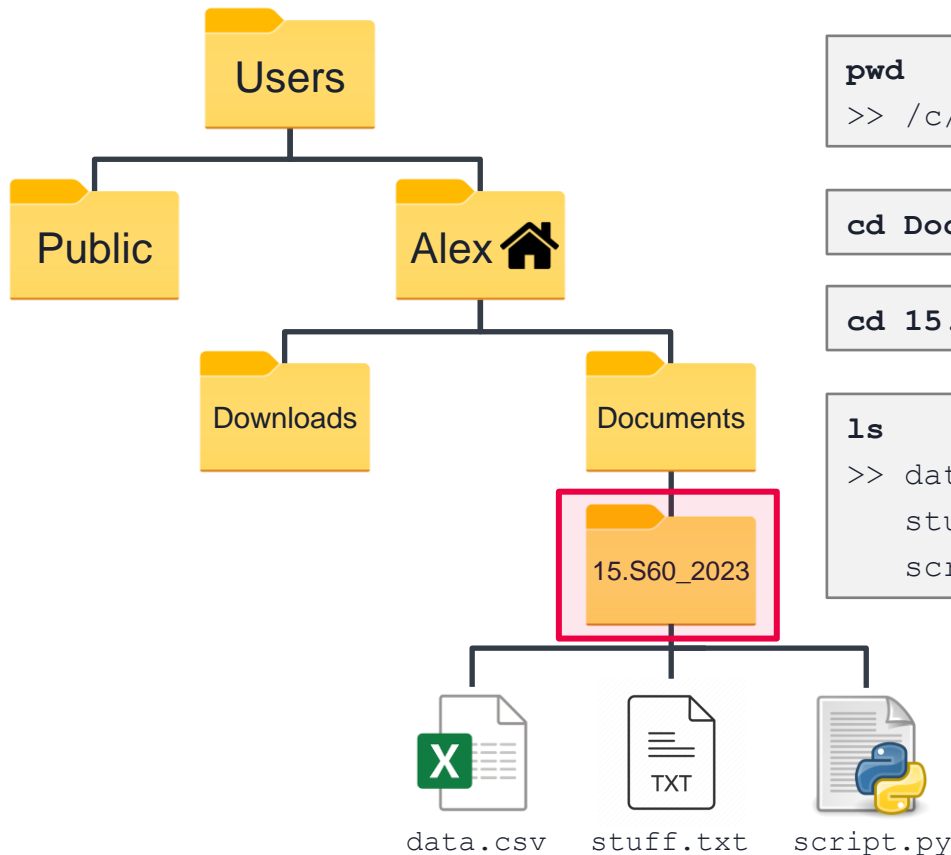 Users
Public
Alex
Downloads
Documents
15.S60_2023
data.csv
stuff.txt
script.py
TXT
X
pwd
>> /c/
cd Doc
cd 15.
ls
>> dat
stu
scr